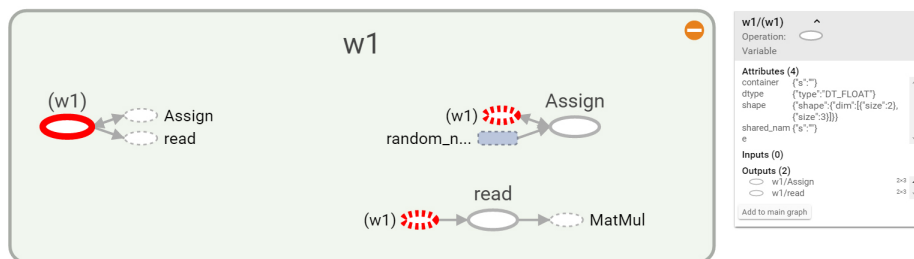 w1
(w1)
Assign
read
(w1)
Assign
random_n...
read
(w1)
MatMul
w1/(w1)
Operation:
Variable
Attributes (4)
container {"s":""}
dtype {"type":"DT_FLOAT"}
shape {"shape":{"dim":[{"size":2},
{"size":3}]}}
shared_nam {"s":""}
e
Inputs (0)
Outputs (2)
w1/Assign 2×3
w1/read 2×3
Add to main graph